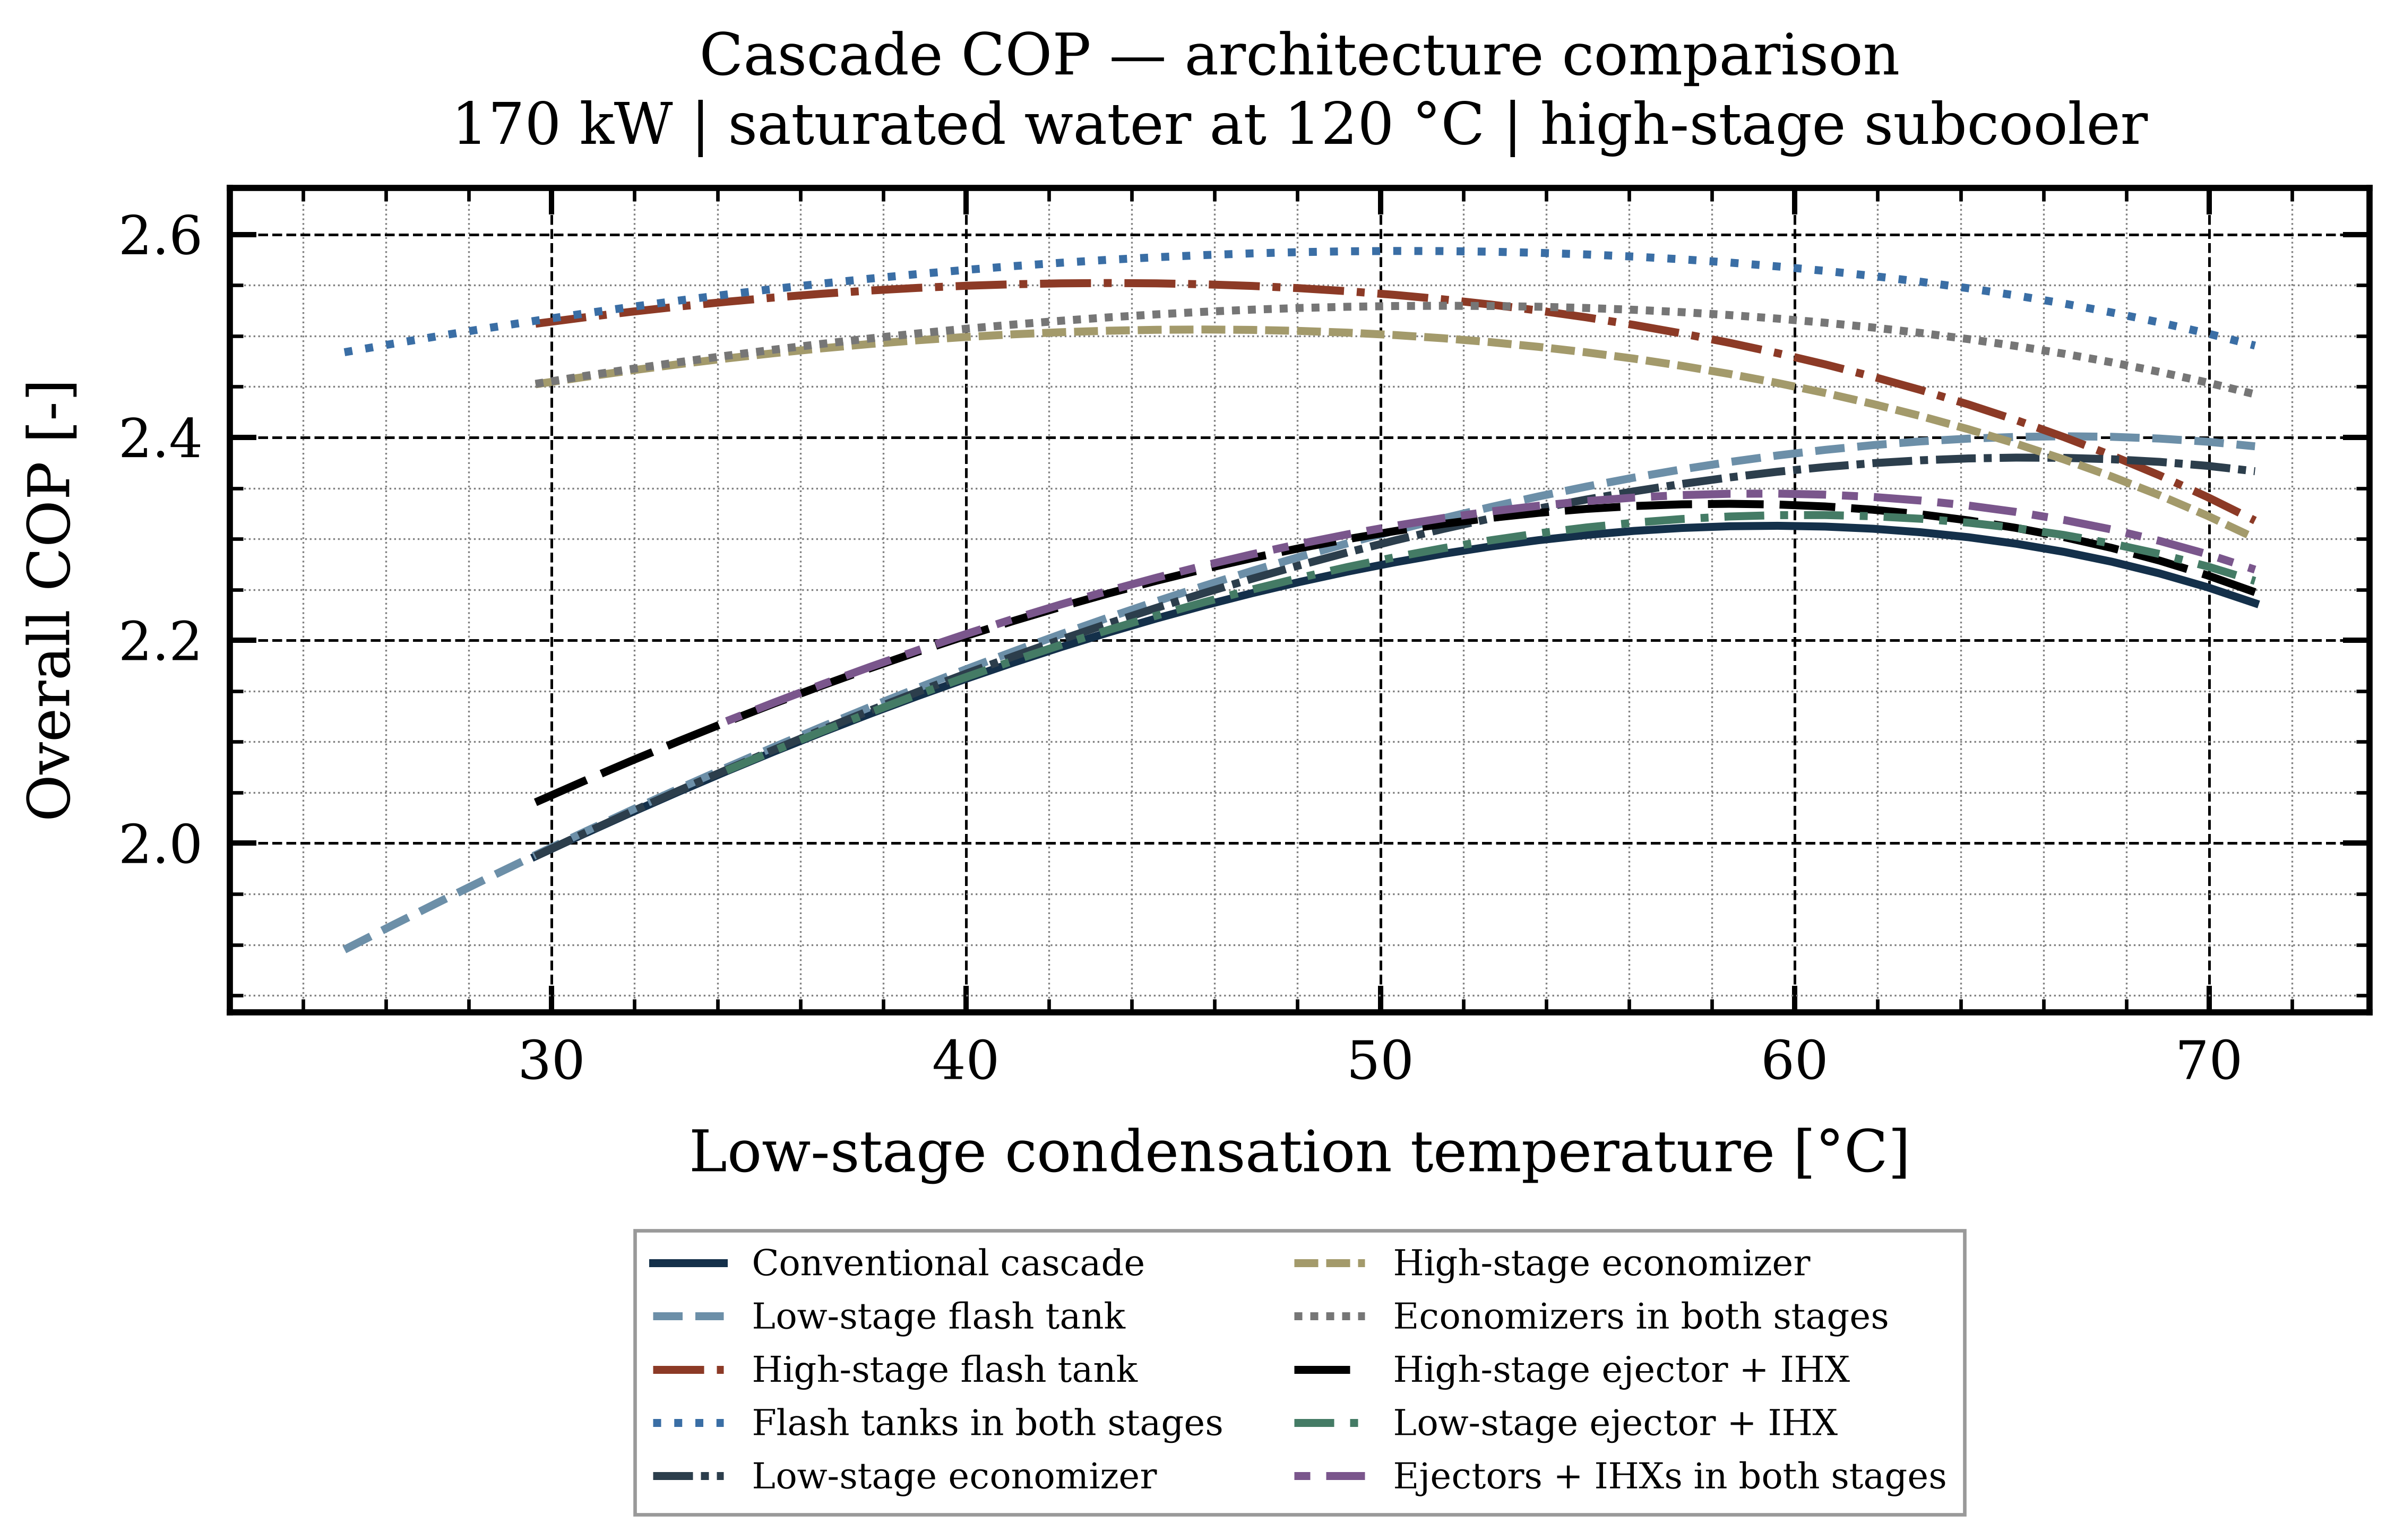 Cascade COP — architecture comparison
170 kW | saturated water at 120 °C | high-stage subcooler
Overall COP [-]
2.6
2.4
2.2
2.0
30 40 50 60 70
Low-stage condensation temperature [°C]
Conventional cascade
Low-stage flash tank
High-stage flash tank
Flash tanks in both stages
Low-stage economizer
High-stage economizer
Economizers in both stages
High-stage ejector + IHX
Low-stage ejector + IHX
Ejectors + IHXs in both stages